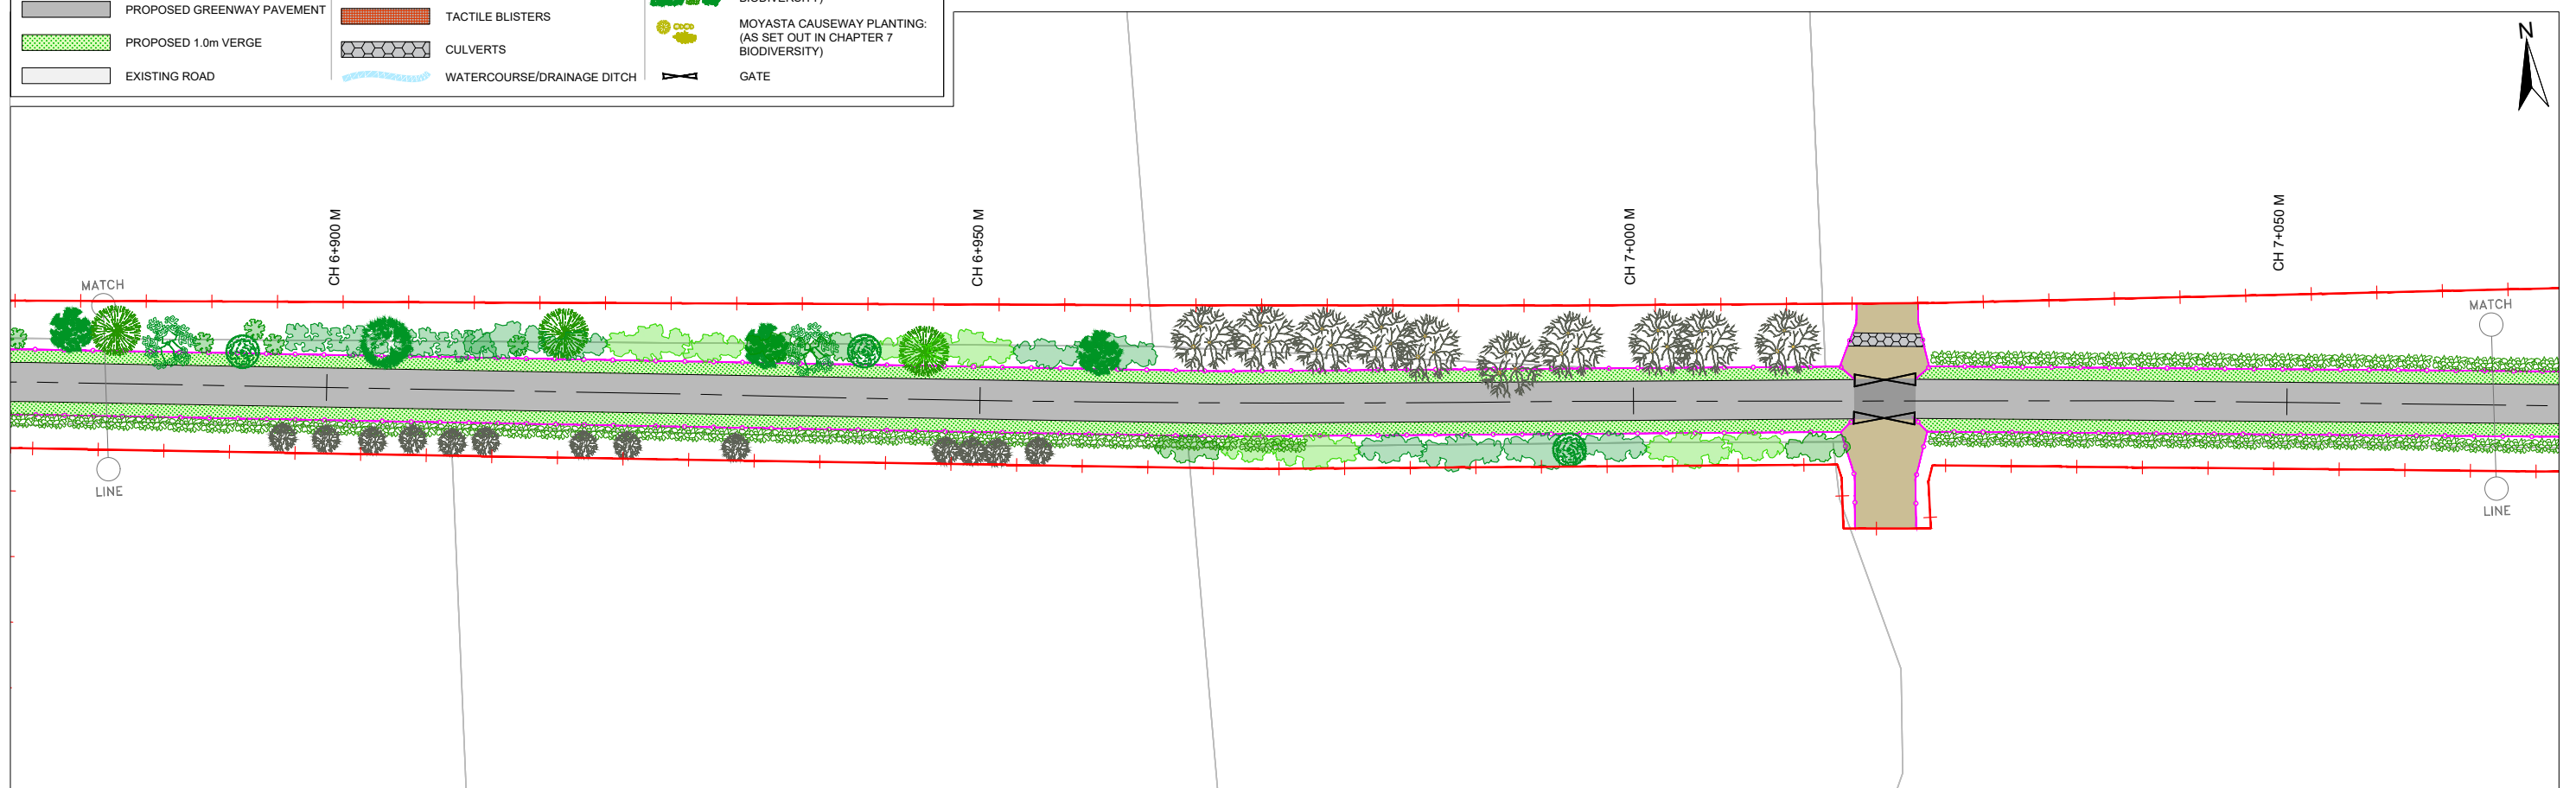 PROPOSED GREENWAY PAVEMENT
PROPOSED 1.0m VERGE
EXISTING ROAD
TACTILE BLISTERS
CULVERTS
WATERCOURSE/DRAINAGE DITCH
BIODIVERSITY)
MOYASTA CAUSEWAY PLANTING:
(AS SET OUT IN CHAPTER 7
BIODIVERSITY)
GATE
N
CH 6+900 M
CH 6+950 M
CH 7+000 M
CH 7+050 M
MATCH
LINE
MATCH
LINE